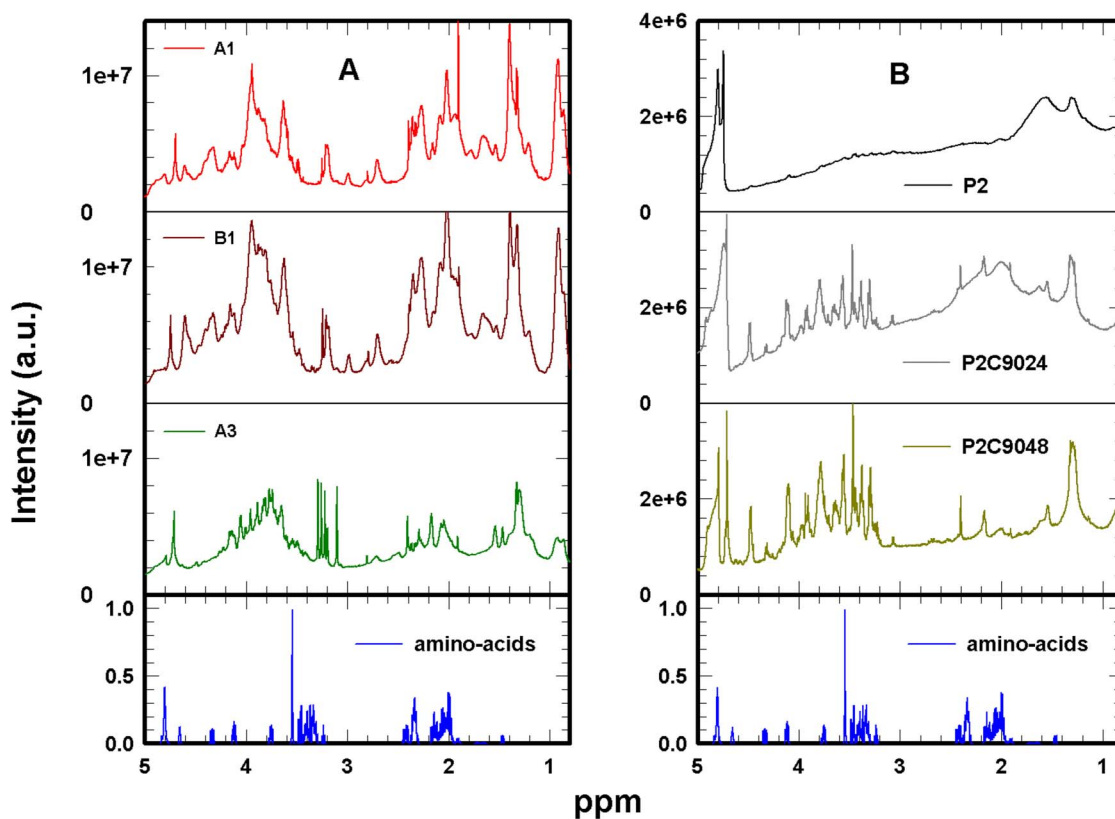 A1
A
1e+7
0
B1
1e+7
0
A3
1e+7
0
amino-acids
1.0
0.5
0.0
5 4 3 2 1
Intensity (a.u.)
B
4e+6
2e+6
P2
0
2e+6
P2C9024
0
P2C9048
2e+6
0
amino-acids
1.0
0.5
0.0
5 4 3 2 1
ppm